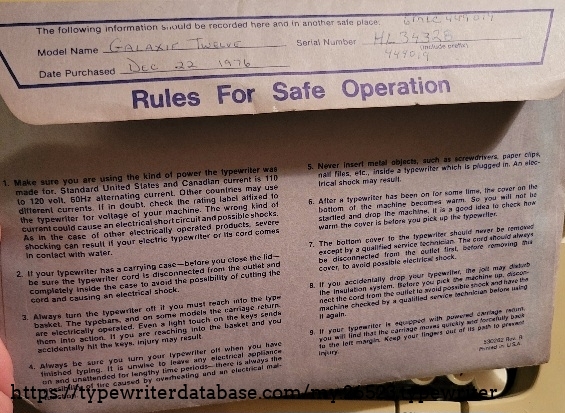 The following information should be recorded here and in another safe place:
6MLC 449019
Model Name GALAXIE TWELVE Serial Number HL34325
(include prefix)
449019
Date Purchased DEC 22 1976
Rules For Safe Operation
1. Make sure you are using the kind of power the typewriter was
made for. Standard United States and Canadian current is 110
to 120 volt, 60Hz alternating current. Other countries may use
different currents. If in doubt, check the rating label affixed to
the typewriter for voltage of your machine. The wrong kind of
current could cause an electrical short circuit and possible shocks.
As in the case of other electrically operated products, severe
shocking can result if your electric typewriter or its cord comes
in contact with water.
2. If your typewriter has a carrying case—before you close the lid—
be sure the typewriter cord is disconnected from the outlet and
completely inside the case to avoid the possibility of cutting the
cord and causing an electrical shock.
3. Always turn the typewriter off if you must reach into the type
basket. The typebars, and on some models the carriage return,
are electrically operated. Even a light touch on the keys sends
them into action. If you are reaching into the basket and you
accidentally hit the keys, injury may result.
4. Always be sure you turn your typewriter off when you have
finished typing. It is unwise to leave any electrical appliance
on and unattended for lengthy time periods—there is always the
possibility of fire caused by overheating and an electrical mal-
5. Never insert metal objects, such as screwdrivers, paper clips,
nail files, etc., inside a typewriter which is plugged in. An elec-
trical shock may result.
6. After a typewriter has been on for some time, the cover on the
bottom of the machine becomes warm. So you will not be
startled and drop the machine, it is a good idea to check how
warm the cover is before you pick up the typewriter.
7. The bottom cover to the typewriter should never be removed
except by a qualified service technician. The cord should always
be disconnected from the outlet first, before removing this
cover, to avoid possible electrical shock.
8. If you accidentally drop your typewriter, the jolt may disturb
the insulation system. Before you pick the machine up, discon-
nect the cord from the outlet to avoid possible shock and have the
machine checked by a qualified service technician before using
it again.
9. If your typewriter is equipped with powered carriage return,
you will find that the carriage moves quickly and forcefully back
to the left margin. Keep your fingers out of its path to prevent
injury.
Printed in U.S.A.